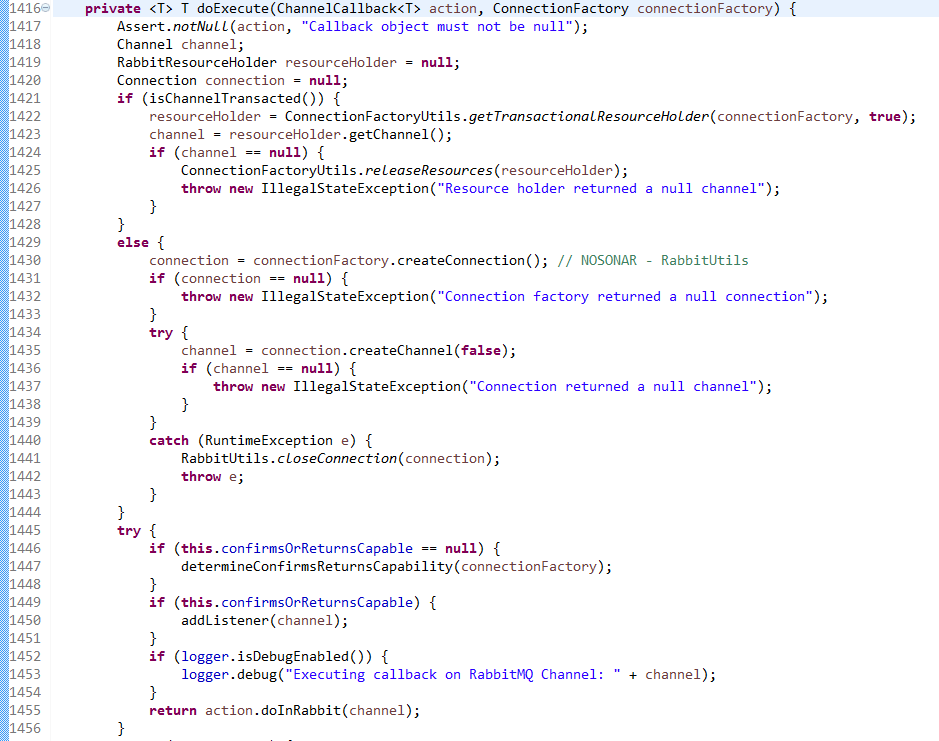 1416 private <T> T doExecute(ChannelCallback<T> action, ConnectionFactory connectionFactory) {
1417 Assert.notNull(action, "Callback object must not be null");
1418 Channel channel;
1419 RabbitResourceHolder resourceHolder = null;
1420 Connection connection = null;
1421 if (isChannelTransacted()) {
1422 resourceHolder = ConnectionFactoryUtils.getTransactionalResourceHolder(connectionFactory, true);
1423 channel = resourceHolder.getChannel();
1424 if (channel == null) {
1425 ConnectionFactoryUtils.releaseResources(resourceHolder);
1426 throw new IllegalStateException("Resource holder returned a null channel");
1427 }
1428 }
1429 else {
1430 connection = connectionFactory.createConnection(); // NOSONAR - RabbitUtils
1431 if (connection == null) {
1432 throw new IllegalStateException("Connection factory returned a null connection");
1433 }
1434 try {
1435 channel = connection.createChannel(false);
1436 if (channel == null) {
1437 throw new IllegalStateException("Connection returned a null channel");
1438 }
1439 }
1440 catch (RuntimeException e) {
1441 RabbitUtils.closeConnection(connection);
1442 throw e;
1443 }
1444 }
1445 try {
1446 if (this.confirmsOrReturnsCapable == null) {
1447 determineConfirmsReturnsCapability(connectionFactory);
1448 }
1449 if (this.confirmsOrReturnsCapable) {
1450 addListener(channel);
1451 }
1452 if (logger.isDebugEnabled()) {
1453 logger.debug("Executing callback on RabbitMQ Channel: " + channel);
1454 }
1455 return action.doInRabbit(channel);
1456 }